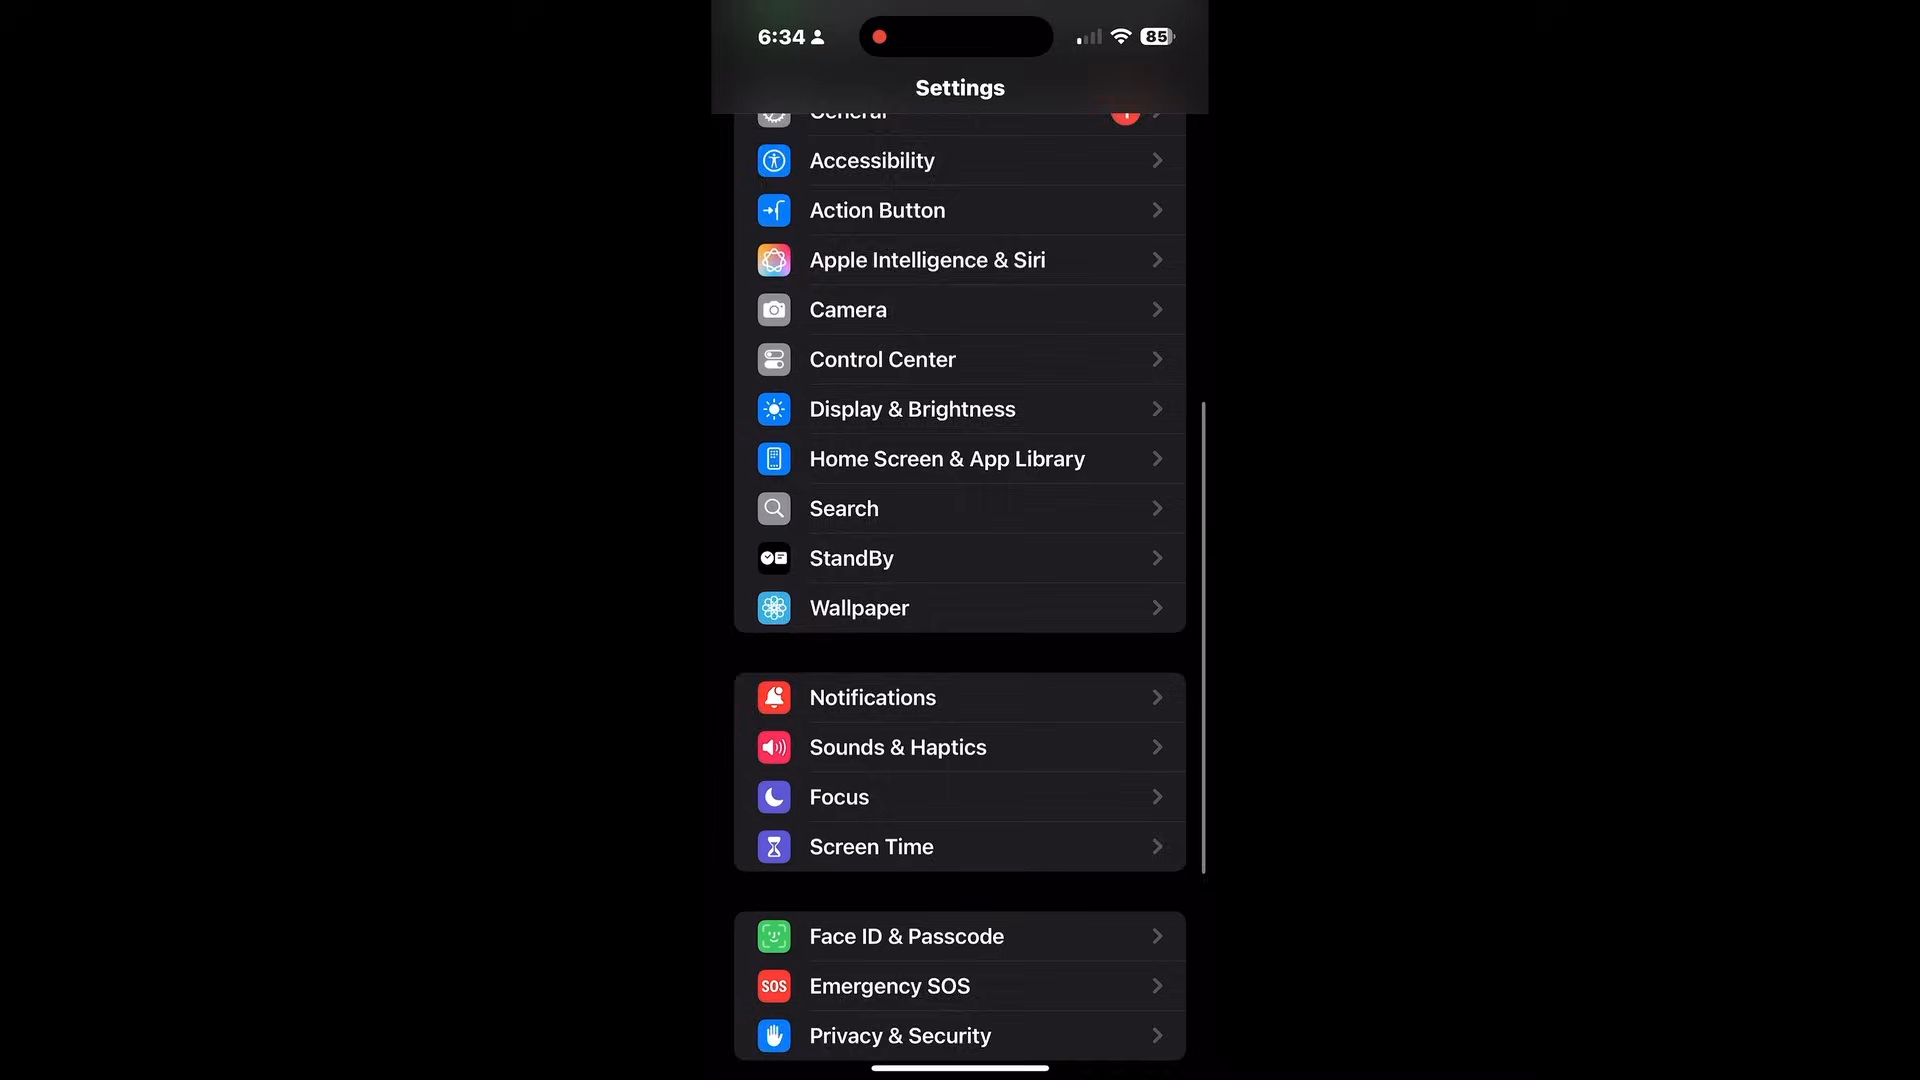 6:34
85
Settings
General
Accessibility
Action Button
Apple Intelligence & Siri
Camera
Control Center
Display & Brightness
Home Screen & App Library
Search
StandBy
Wallpaper
Notifications
Sounds & Haptics
Focus
Screen Time
Face ID & Passcode
SOS
Emergency SOS
Privacy & Security